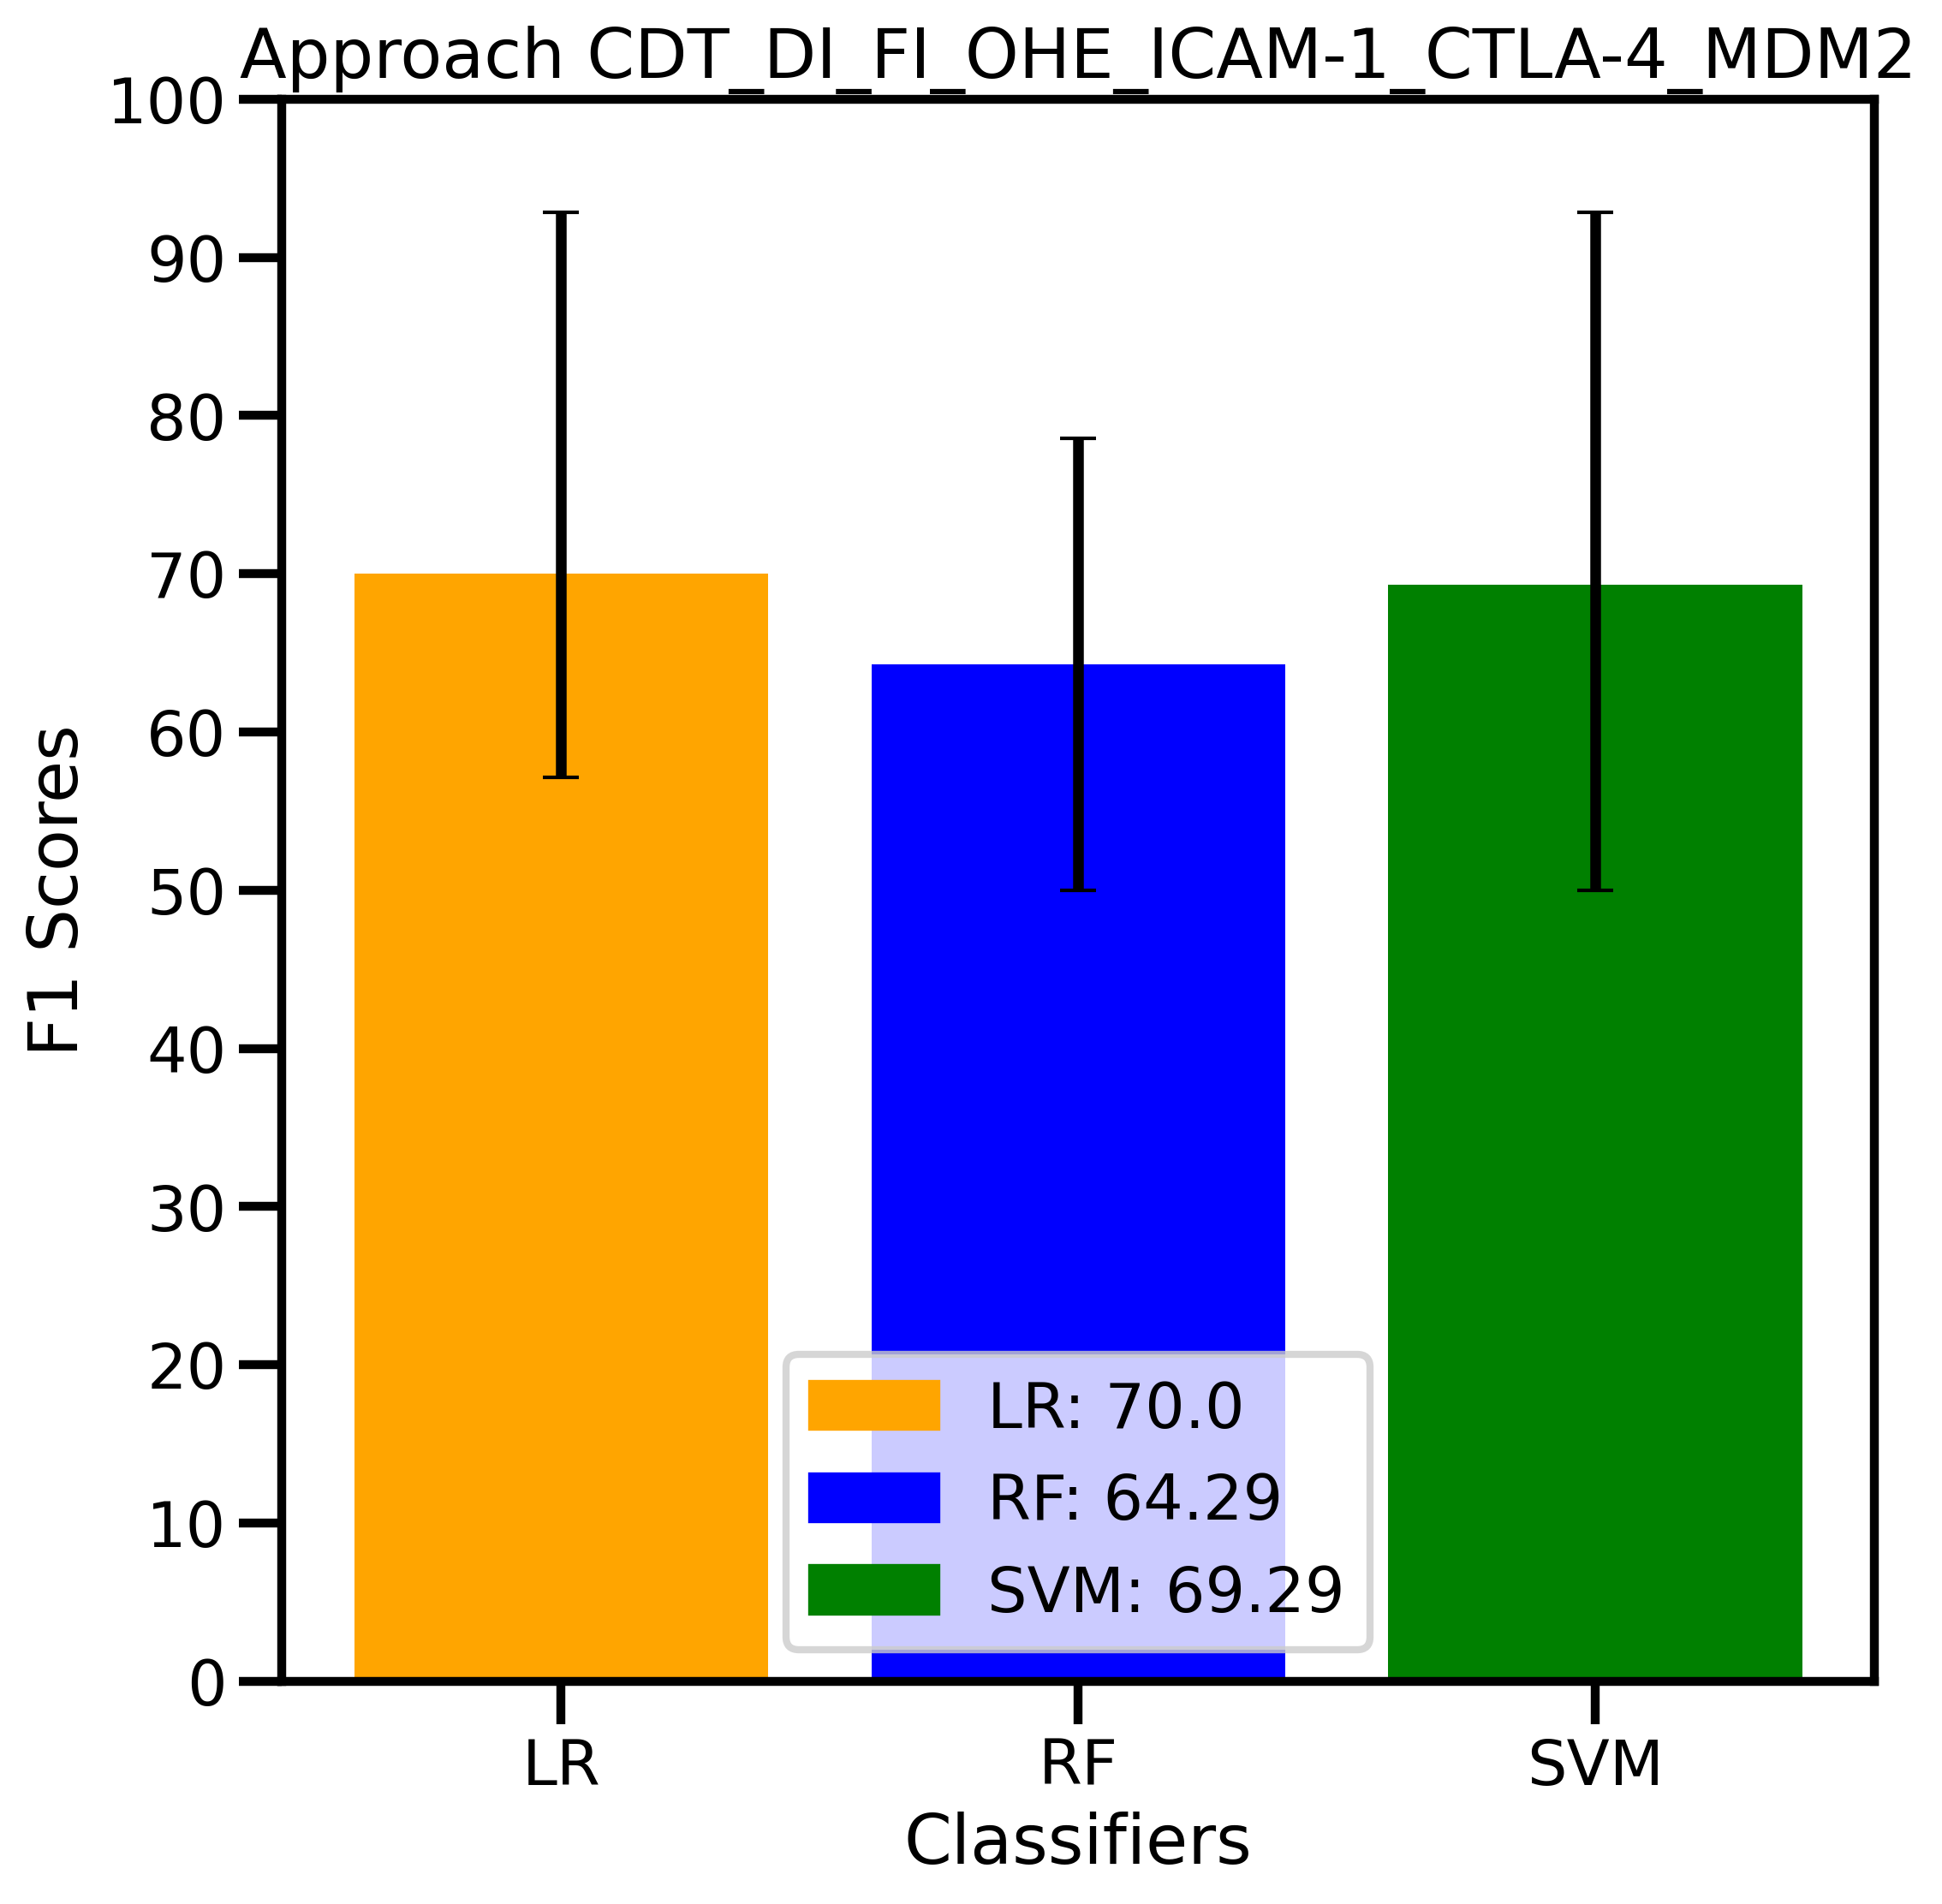 Approach CDT_DI_FI_OHE_ICAM-1_CTLA-4_MDM2
100
90
80
70
60
50
40
30
20
10
0
F1 Scores
LR: 70.0
RF: 64.29
SVM: 69.29
LR RF SVM
Classifiers